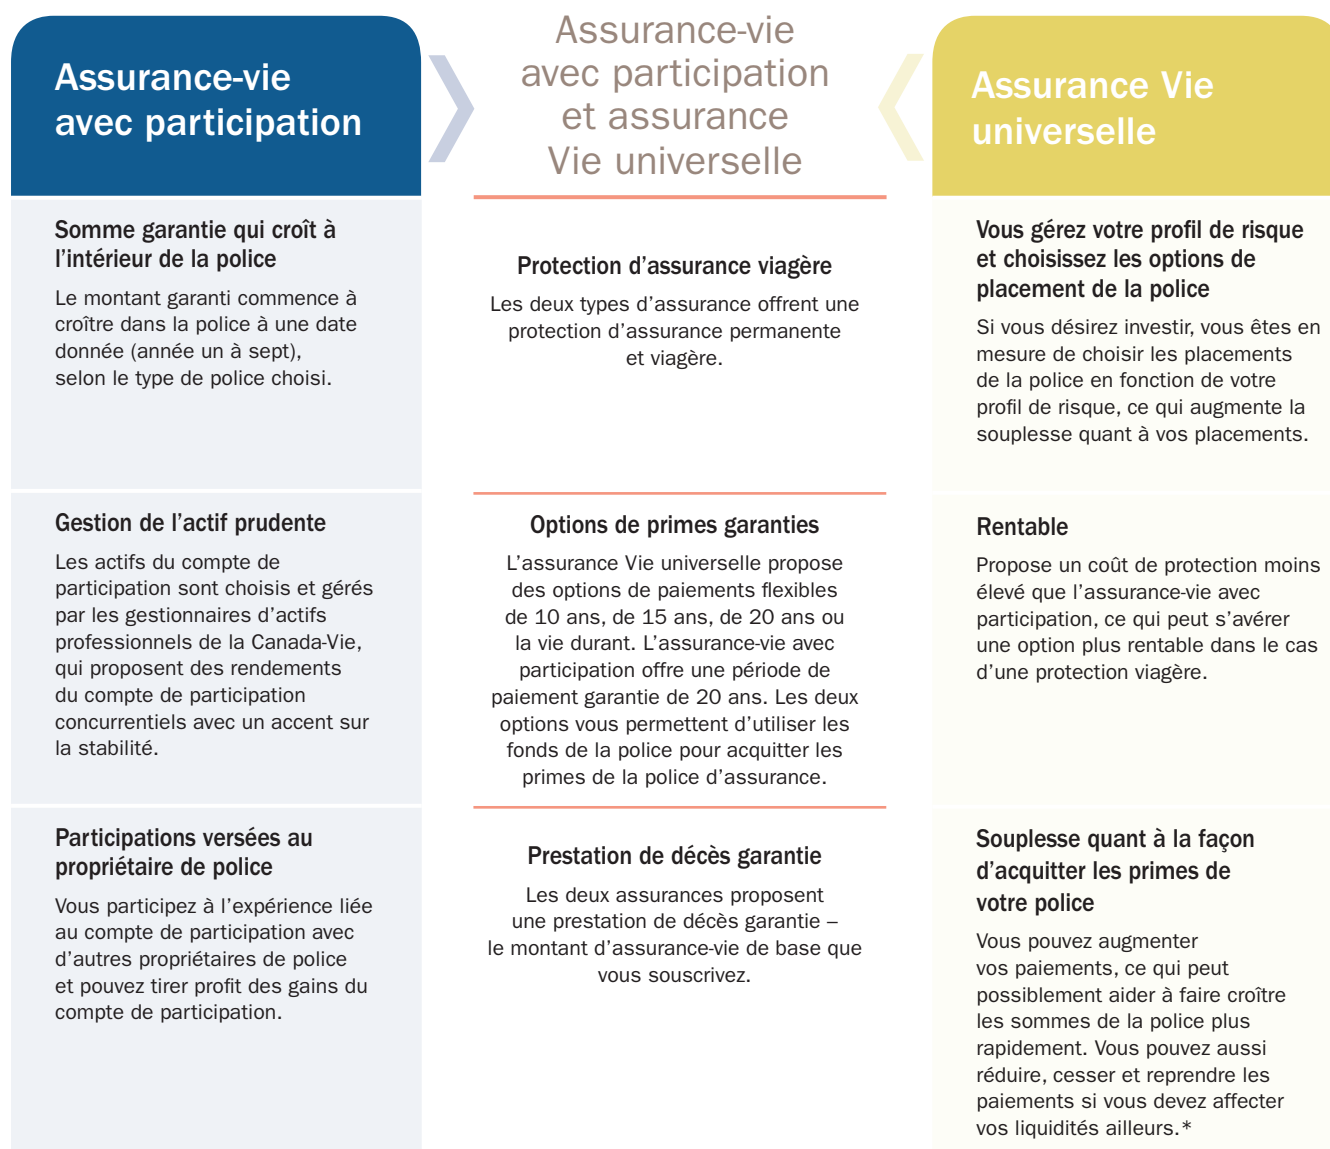 Assurance-vie
avec participation
Somme garantie qui croît à
l’intérieur de la police
Le montant garanti commence à
croître dans la police à une date
donnée (année un à sept),
selon le type de police choisi.
Gestion de l’actif prudente
Les actifs du compte de
participation sont choisis et gérés
par les gestionnaires d’actifs
professionnels de la Canada-Vie,
qui proposent des rendements
du compte de participation
concurrentiels avec un accent sur
la stabilité.
Participations versées au
propriétaire de police
Vous participez à l’expérience liée
au compte de participation avec
d’autres propriétaires de police
et pouvez tirer profit des gains du
compte de participation.
Assurance-vie
avec participation
et assurance
Vie universelle
Protection d’assurance viagère
Les deux types d’assurance offrent une
protection d’assurance permanente
et viagère.
Options de primes garanties
L’assurance Vie universelle propose
des options de paiements flexibles
de 10 ans, de 15 ans, de 20 ans ou
la vie durant. L’assurance-vie avec
participation offre une période de
paiement garantie de 20 ans. Les deux
options vous permettent d’utiliser les
fonds de la police pour acquitter les
primes de la police d’assurance.
Prestation de décès garantie
Les deux assurances proposent
une prestation de décès garantie –
le montant d’assurance-vie de base que
vous souscrivez.
Assurance Vie
universelle
Vous gérez votre profil de risque
et choisissez les options de
placement de la police
Si vous désirez investir, vous êtes en
mesure de choisir les placements
de la police en fonction de votre
profil de risque, ce qui augmente la
souplesse quant à vos placements.
Rentable
Propose un coût de protection moins
élevé que l’assurance-vie avec
participation, ce qui peut s’avérer
une option plus rentable dans le cas
d’une protection viagère.
Souplesse quant à la façon
d’acquitter les primes de
votre police
Vous pouvez augmenter
vos paiements, ce qui peut
possiblement aider à faire croître
les sommes de la police plus
rapidement. Vous pouvez aussi
réduire, cesser et reprendre les
paiements si vous devez affecter
vos liquidités ailleurs.*